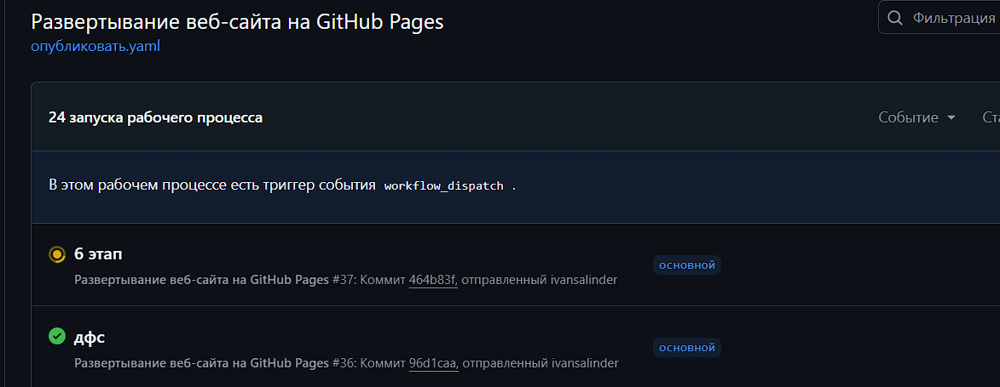 Развертывание веб-сайта на GitHub Pages
Фильтрация
опубликовать.yaml
24 запуска рабочего процесса
Событие
В этом рабочем процессе есть триггер события workflow_dispatch .
6 этап
основной
Развертывание веб-сайта на GitHub Pages #37: Коммит 464b83f, отправленный ivansalinder
дфс
основной
Развертывание веб-сайта на GitHub Pages #36: Коммит 96d1caa, отправленный ivansalinder